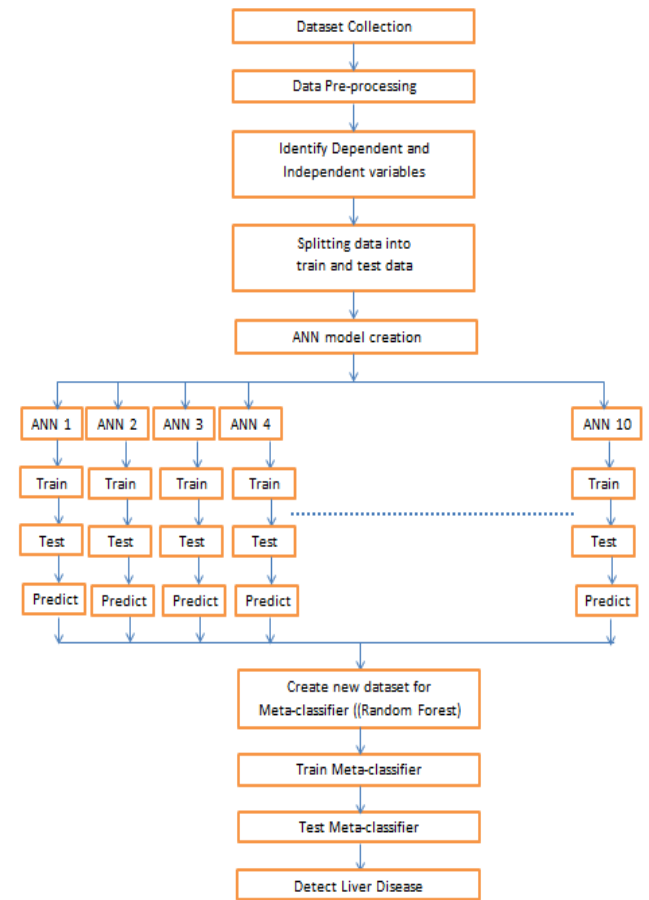 Dataset Collection
Data Pre-processing
Identify Dependent and
Independent variables
Splitting data into
train and test data
ANN model creation
ANN 1
ANN 2
ANN 3
ANN 4
ANN 10
Train
Train
Train
Train
Train
Test
Test
Test
Test
Test
Predict
Predict
Predict
Predict
Predict
Create new dataset for
Meta-classifier ((Random Forest)
Train Meta-classifier
Test Meta-classifier
Detect Liver Disease